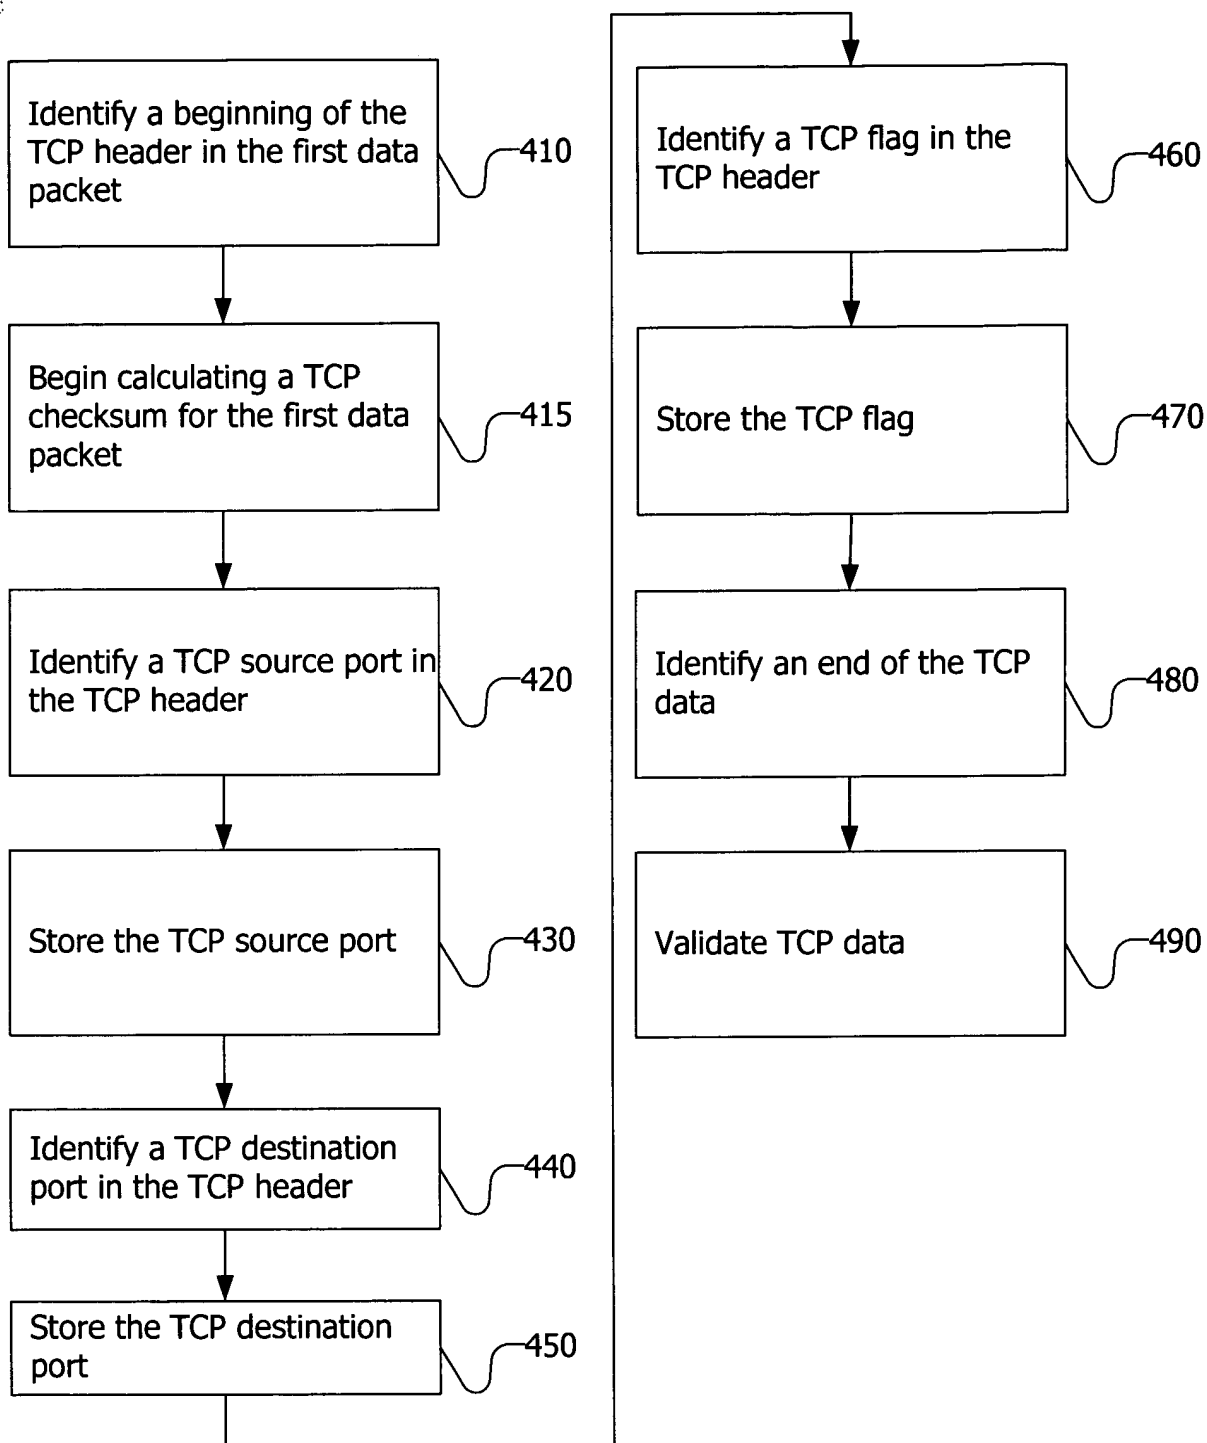 Identify a beginning of the
TCP header in the first data
packet
410
Begin calculating a TCP
checksum for the first data
packet
415
Identify a TCP source port in
the TCP header
420
Store the TCP source port
430
Identify a TCP destination
port in the TCP header
440
Store the TCP destination
port
450
Identify a TCP flag in the
TCP header
460
Store the TCP flag
470
Identify an end of the TCP
data
480
Validate TCP data
490